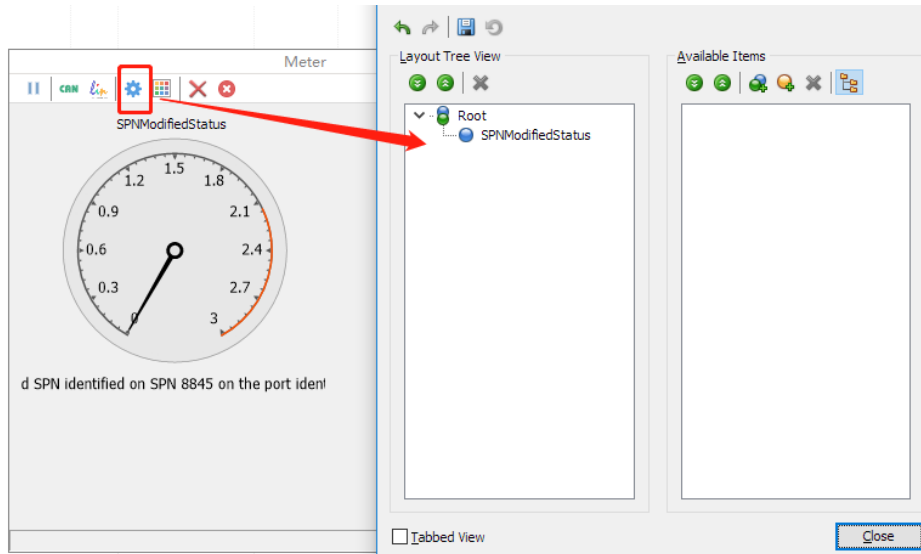 Meter
CAN
Lin
SPNModifiedStatus
1.5
1.2
1.8
0.9
2.1
0.6
2.4
0.3
2.7
0
3
d SPN identified on SPN 8845 on the port ident
Layout Tree View
Root
SPNModifiedStatus
Available Items
Tabbed View
Close